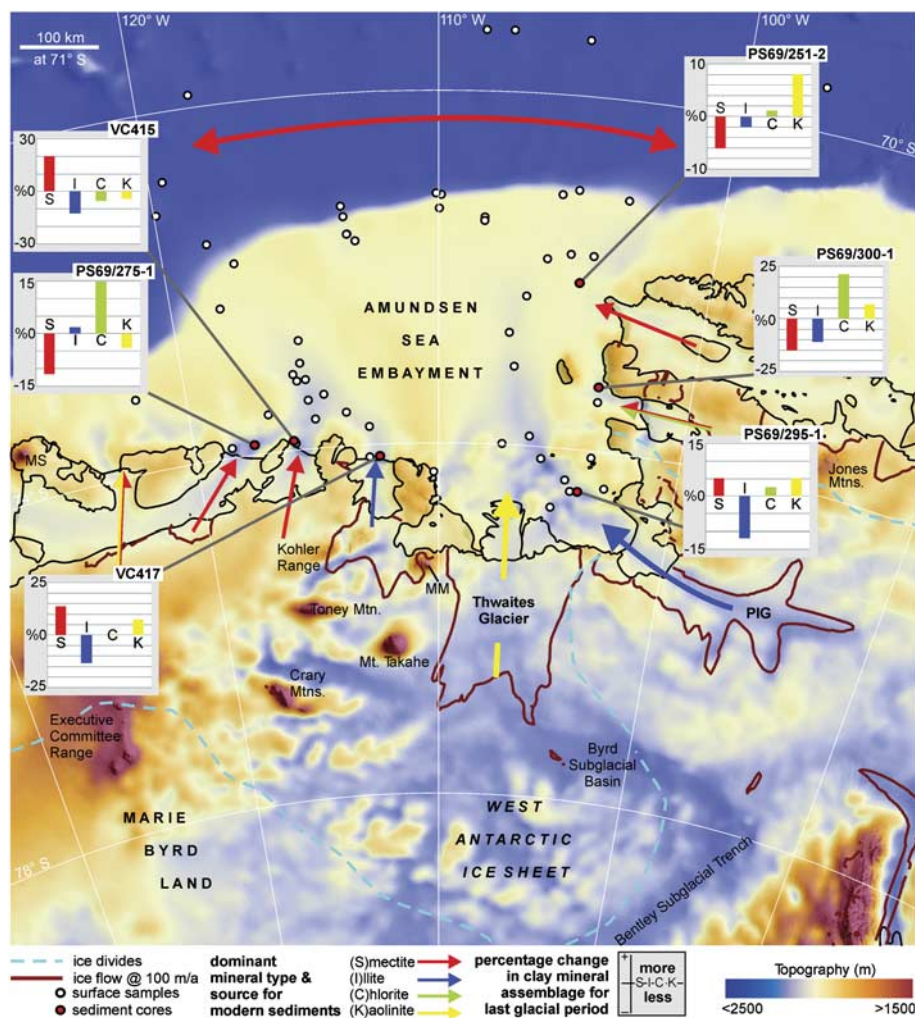 120° W
110° W
100° W
100 km
at 71° S
PS69/251-2
10
S I C K
%0
-10
70° S
VC415
30
I C K
%0
S
-30
PS69/275-1
15
S I C K
%0
-15
PS69/300-1
25
S I C K
%0
-25
AMUNDSEN
SEA
EMBAYMENT
PS69/295-1
15
S I C K
%0
-15
MS
Jones
Mtns.
Kohler
Range
VC417
25
%0
S I C K
-25
MM
Toney Mtn.
Thwaites
Glacier
PIG
Mt. Takahe
Crary
Mtns.
Executive
Committee
Range
Byrd
Subglacial
Basin
MARIE
BYRD
LAND
WEST
ANTARCTIC
ICE SHEET
78° S
Bentley Subglacial Trench
ice divides
ice flow @ 100 m/a
surface samples
sediment cores
dominant
mineral type &
source for
modern sediments
(S)mectite
(I)llite
(C)hlorite
(K)aolinite
percentage change
in clay mineral
assemblage for
last glacial period
+
more
S-I-C-K
less
−
Topography (m)
<2500
>1500